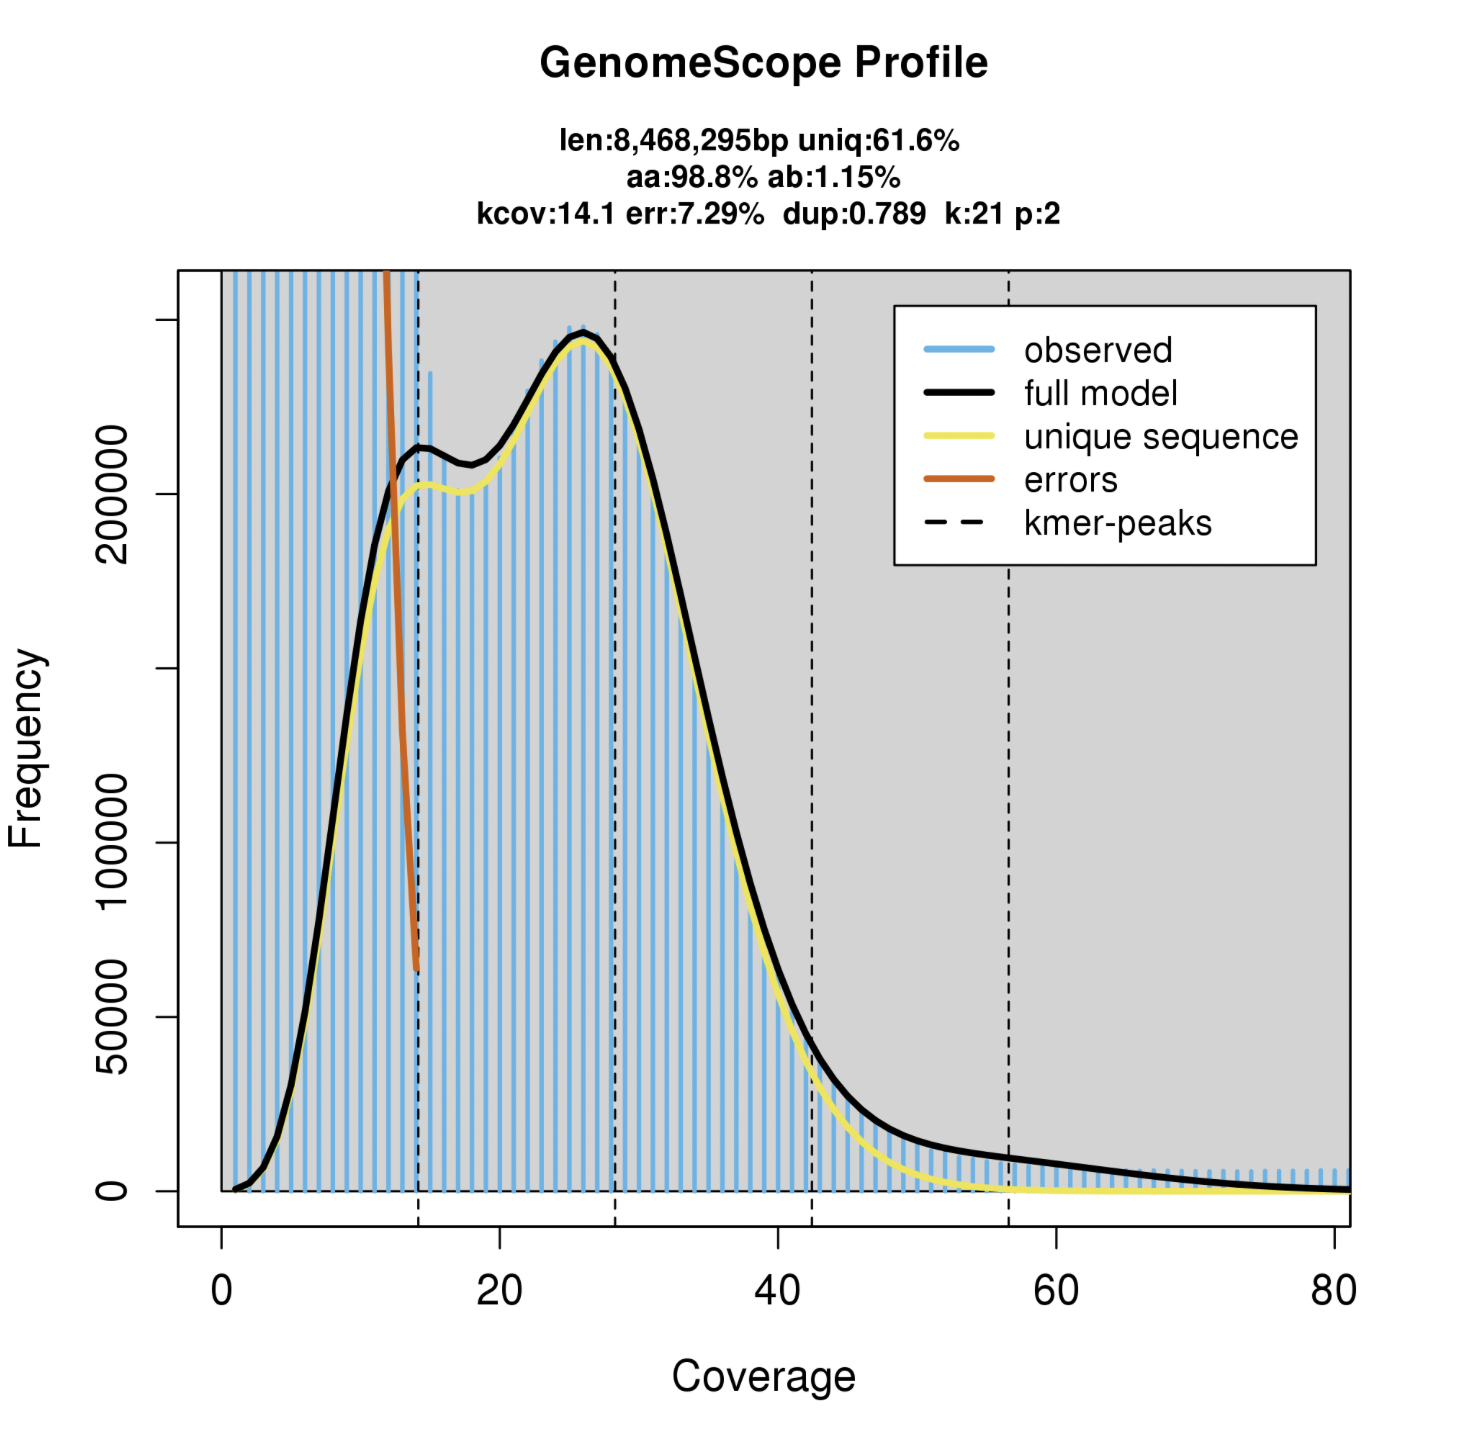 GenomeScope Profile
len:8,468,295bp uniq:61.6%
aa:98.8% ab:1.15%
kcov:14.1 err:7.29%  dup:0.789  k:21 p:2
observed
full model
unique sequence
errors
kmer-peaks
Frequency
200000
100000
50000
0
0 20 40 60 80
Coverage